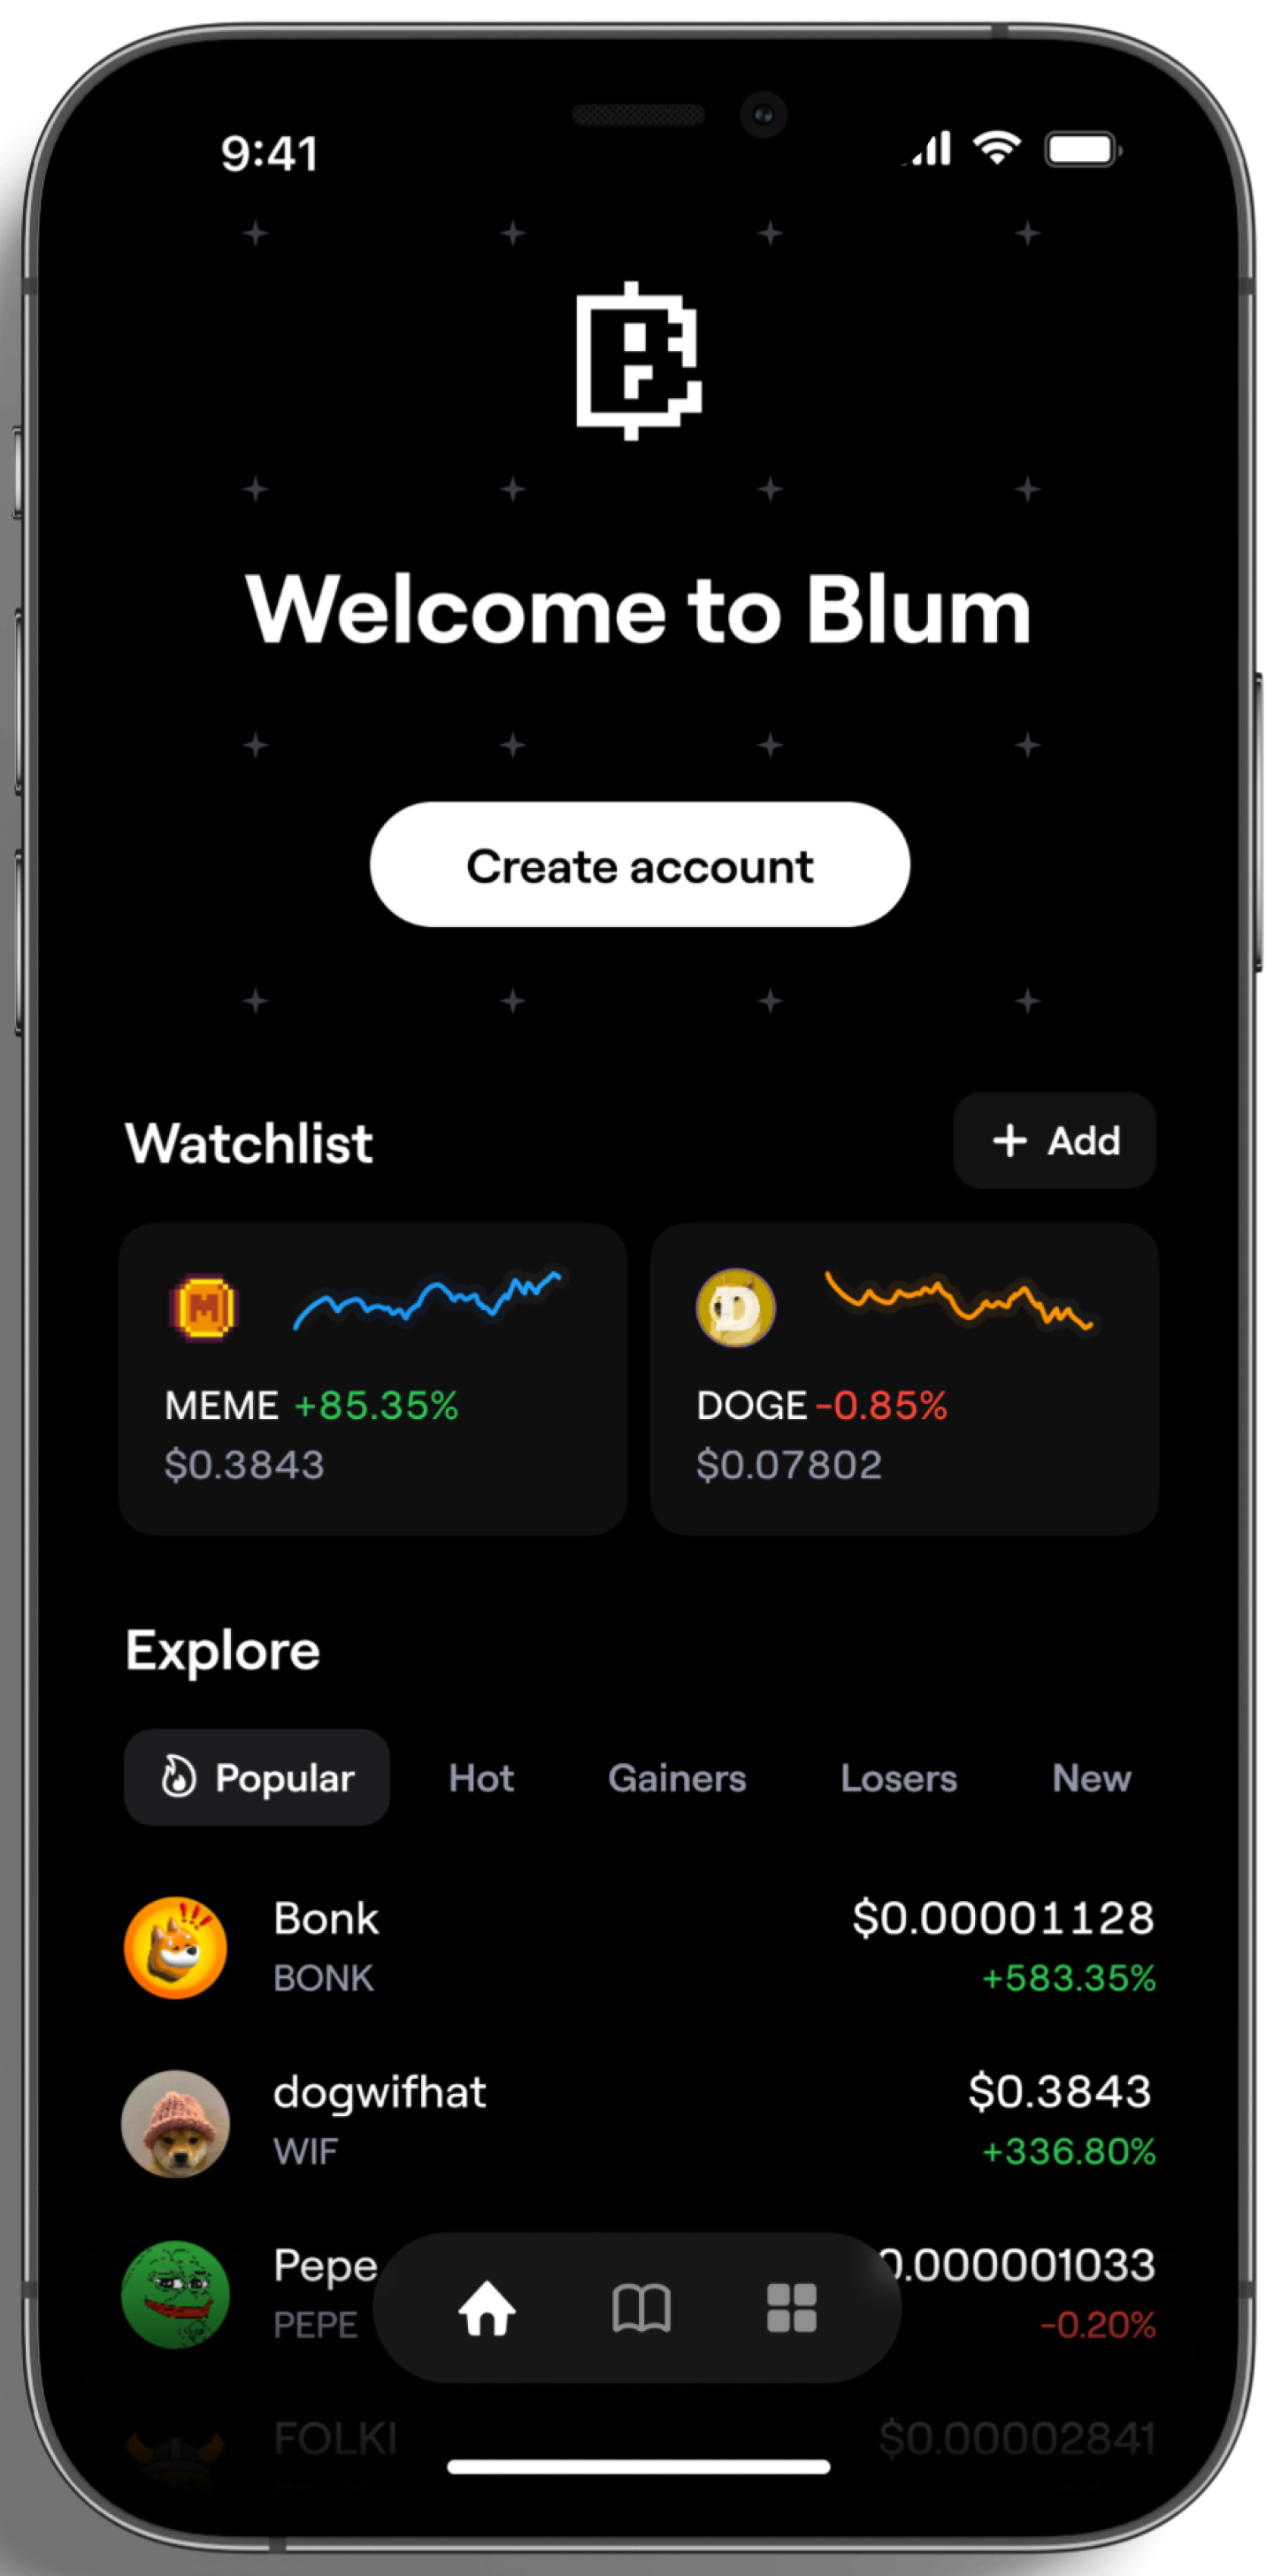 9:41
Welcome to Blum
Create account
Watchlist
+ Add
MEME +85.35%
$0.3843
DOGE -0.85%
$0.07802
Explore
Popular Hot Gainers Losers New
Bonk $0.00001128
BONK +583.35%
dogwifhat $0.3843
WIF +336.80%
Pepe 0.000001033
PEPE -0.20%
FOLKI $0.00002841